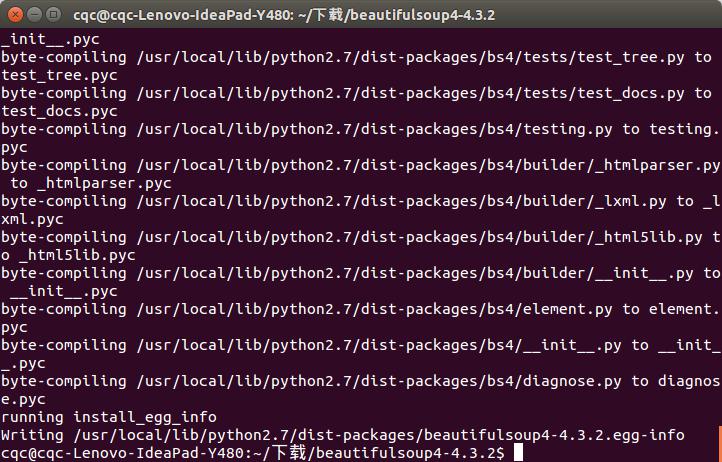 cqc@cqc-Lenovo-IdeaPad-Y480: ~/下载/beautifulsoup4-4.3.2
_init__.pyc
byte-compiling /usr/local/lib/python2.7/dist-packages/bs4/tests/test_tree.py to
test_tree.pyc
byte-compiling /usr/local/lib/python2.7/dist-packages/bs4/tests/test_docs.py to
test_docs.pyc
byte-compiling /usr/local/lib/python2.7/dist-packages/bs4/testing.py to testing.
pyc
byte-compiling /usr/local/lib/python2.7/dist-packages/bs4/builder/_htmlparser.py
 to _htmlparser.pyc
byte-compiling /usr/local/lib/python2.7/dist-packages/bs4/builder/_lxml.py to _l
xml.pyc
byte-compiling /usr/local/lib/python2.7/dist-packages/bs4/builder/_html5lib.py t
o _html5lib.pyc
byte-compiling /usr/local/lib/python2.7/dist-packages/bs4/builder/__init__.py to
 __init__.pyc
byte-compiling /usr/local/lib/python2.7/dist-packages/bs4/element.py to element.
pyc
byte-compiling /usr/local/lib/python2.7/dist-packages/bs4/__init__.py to __init_
_.pyc
byte-compiling /usr/local/lib/python2.7/dist-packages/bs4/diagnose.py to diagnos
e.pyc
running install_egg_info
Writing /usr/local/lib/python2.7/dist-packages/beautifulsoup4-4.3.2.egg-info
cqc@cqc-Lenovo-IdeaPad-Y480:~/下载/beautifulsoup4-4.3.2$